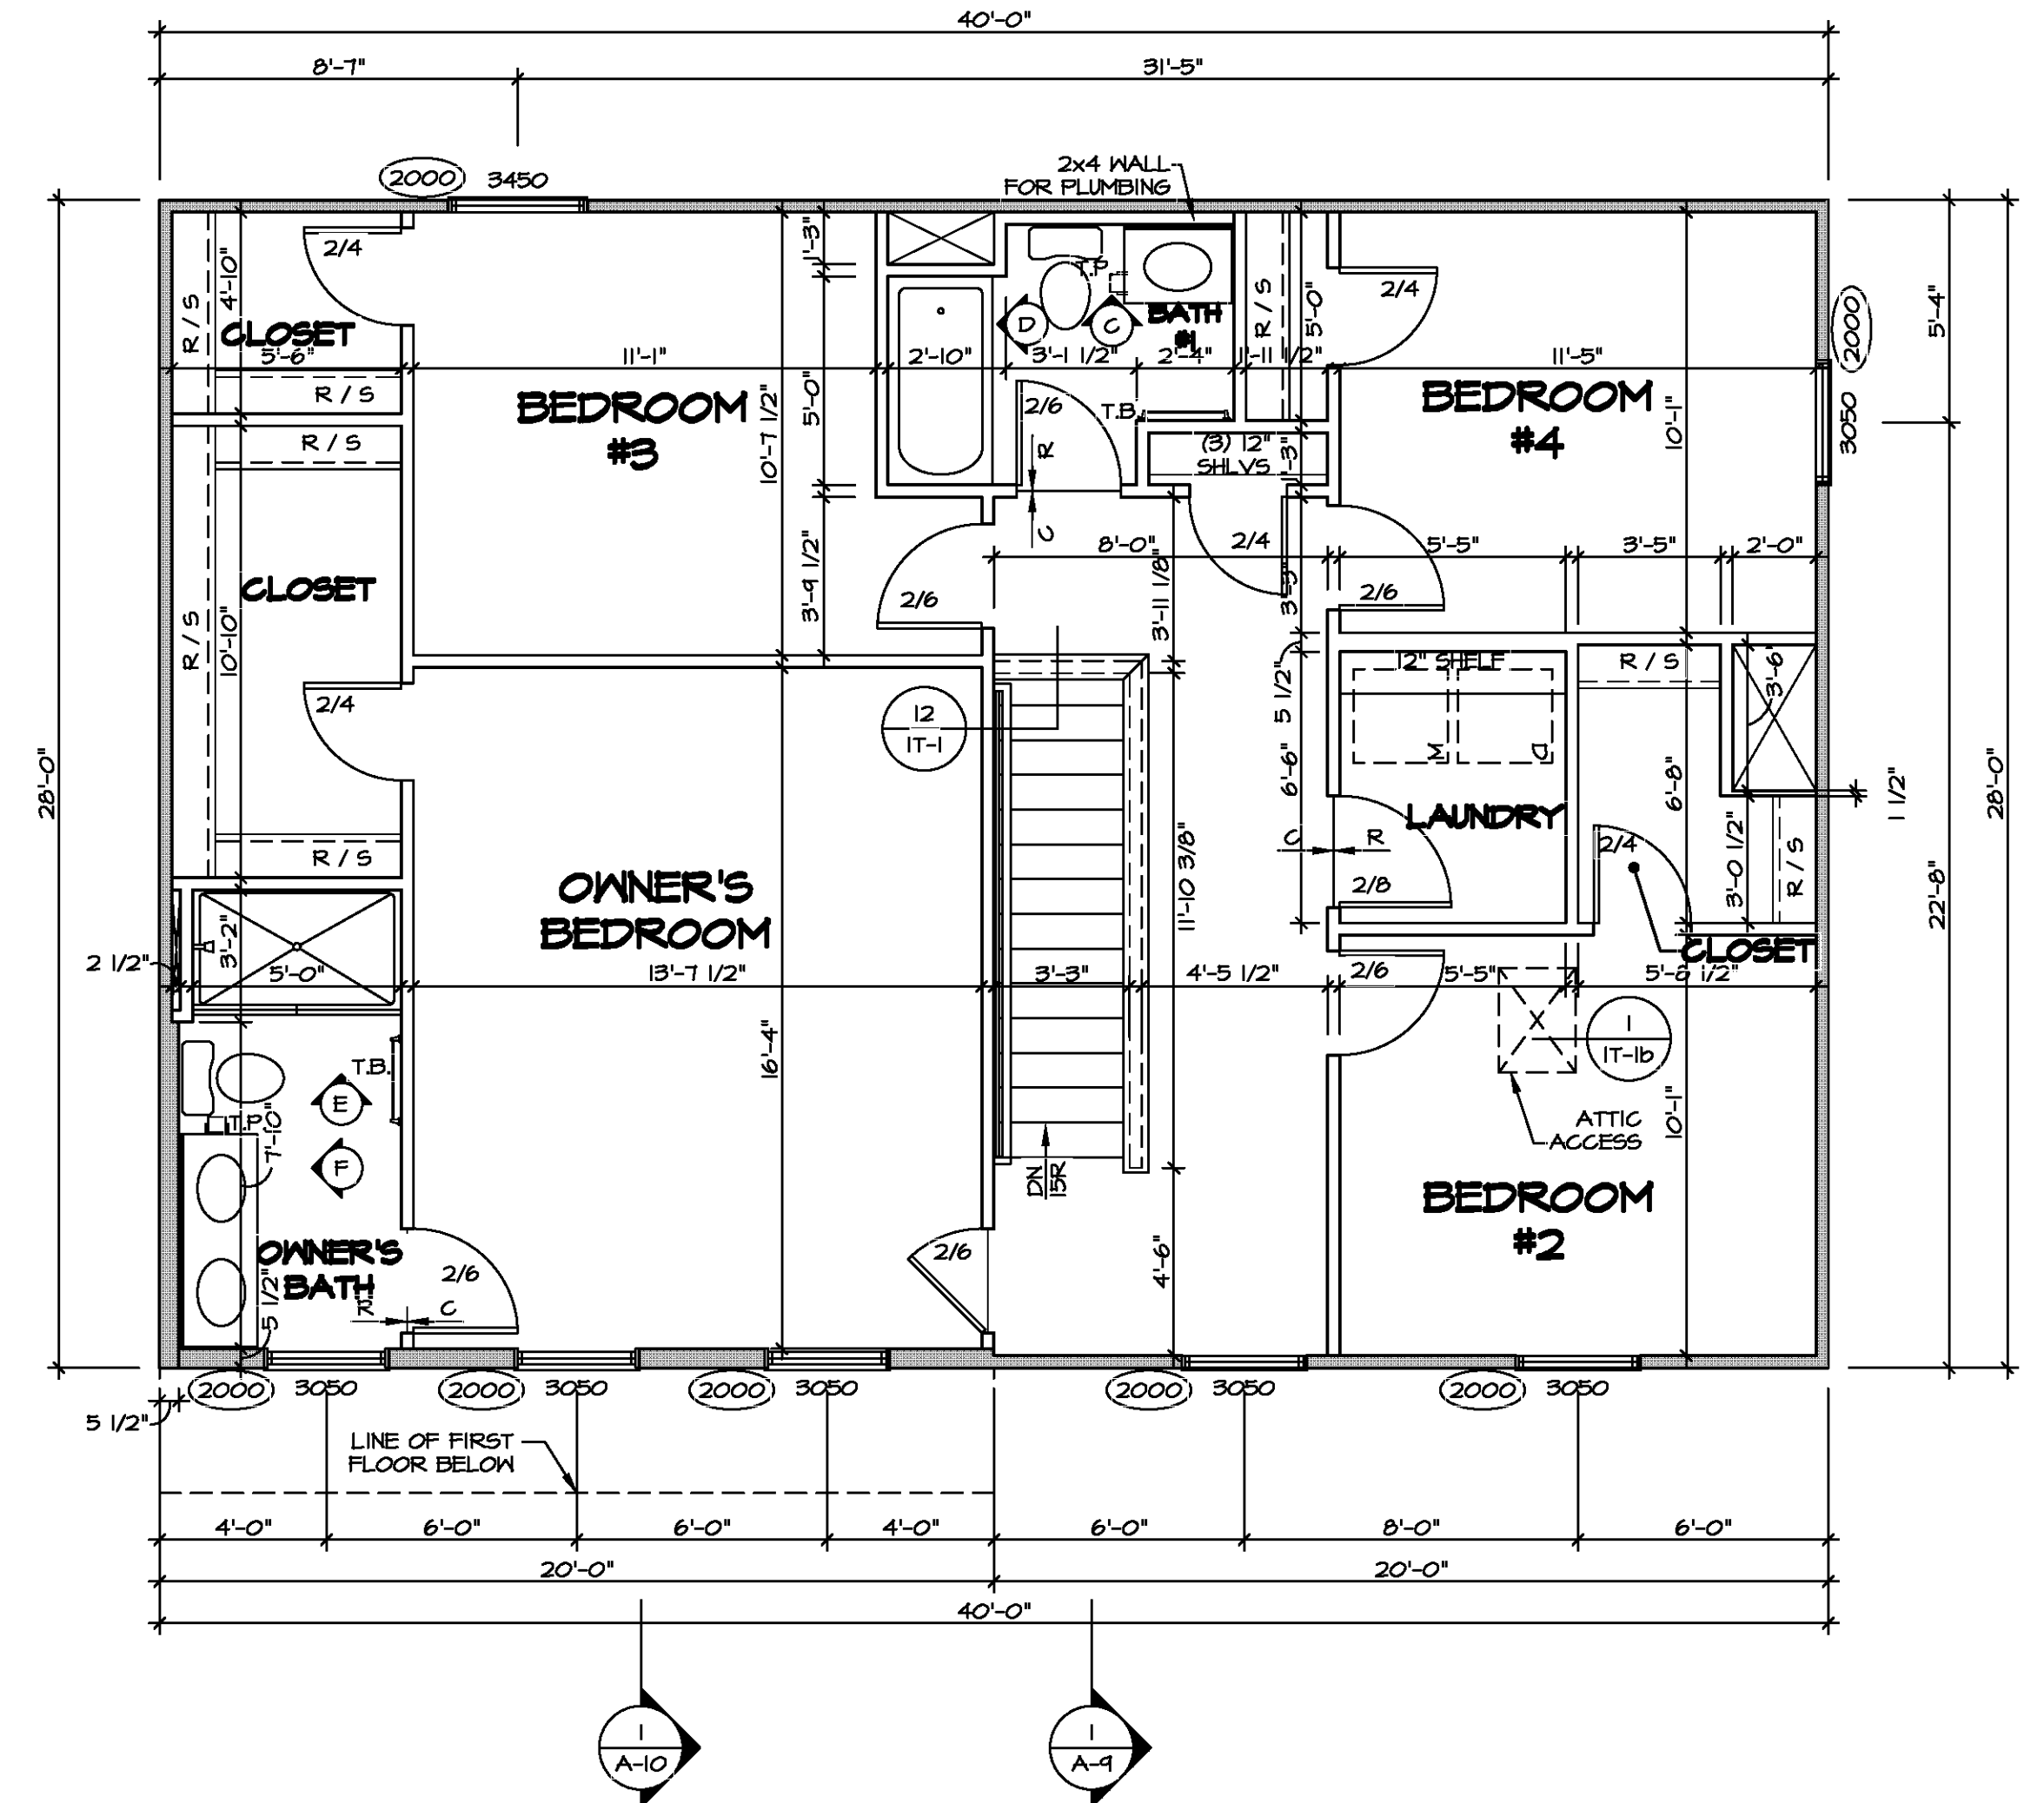 40'-0"
8'-7"
31'-5"
2x4 WALL
FOR PLUMBING
2000
3450
1'-3"
2/4
4'-10"
R / S
CLOSET
5'-6"
R / S
11'-1"
BEDROOM
#3
10'-7 1/2"
5'-0"
2'-10"
D
T.P.
C
BATH
#1
3'-1 1/2"
2'-4"
1'-11 1/2"
R / S
5'-0"
2/4
11'-5"
BEDROOM
#4
10'-1"
2000
3050
5'-4"
R / S
2/6
T.B.
R
C
(3) 12"
SHLVS
1'-3"
CLOSET
R / S
10'-10"
3'-9 1/2"
2/6
8'-0"
2/4
3'-11 1/8"
3'-5"
5'-5"
3'-5"
2'-0"
2/6
28'-0"
2/4
12
1T-1
5 1/2"
12" SHELF
W
D
R / S
3'-6"
6'-6"
6'-8"
1 1/2"
28'-0"
LAUNDRY
C
R
2/8
2/4
3'-0 1/2"
R / S
22'-8"
R / S
OWNER'S
BEDROOM
11'-10 3/8"
CLOSET
2 1/2"
3'-2"
5'-0"
13'-7 1/2"
3'-3"
4'-5 1/2"
2/6
5'-5"
5'-8 1/2"
16'-4"
1
1T-1b
T.B.
E
T.P.
7'-10"
F
ATTIC
ACCESS
10'-1"
DN
15R
BEDROOM
#2
OWNER'S
BATH
5 1/2"
R
C
2/6
2/6
4'-6"
2000
3050
2000
3050
2000
3050
2000
3050
2000
3050
5 1/2"
LINE OF FIRST
FLOOR BELOW
4'-0"
6'-0"
6'-0"
4'-0"
6'-0"
8'-0"
6'-0"
20'-0"
20'-0"
40'-0"
1
A-10
1
A-9